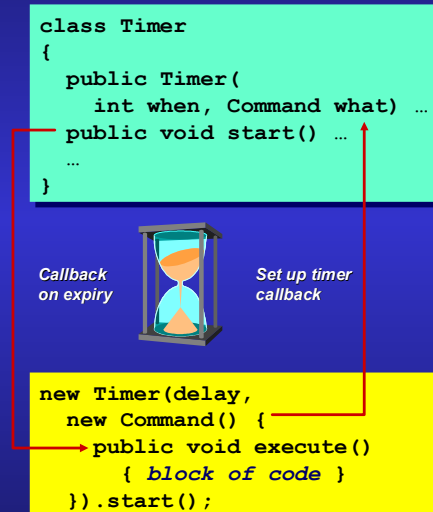 class Timer
{
public Timer(
int when, Command what) …
public void start() …
…
}
Callback
on expiry
Set up timer
callback
new Timer(delay,
new Command() {
public void execute()
{ block of code }
}).start();